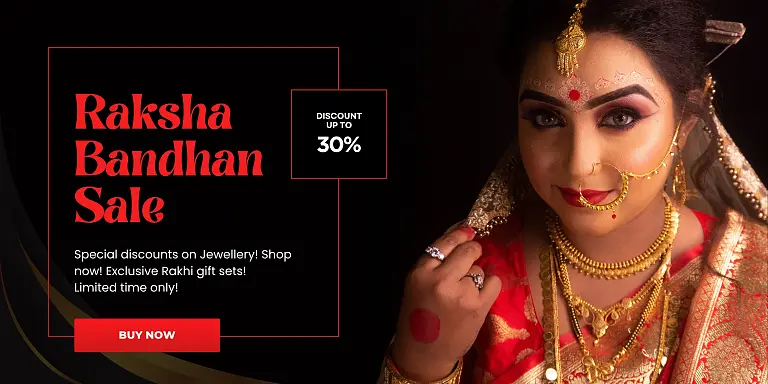 Raksha
Bandhan
Sale
DISCOUNT
UP TO
30%
Special discounts on Jewellery! Shop
now! Exclusive Rakhi gift sets!
Limited time only!
BUY NOW